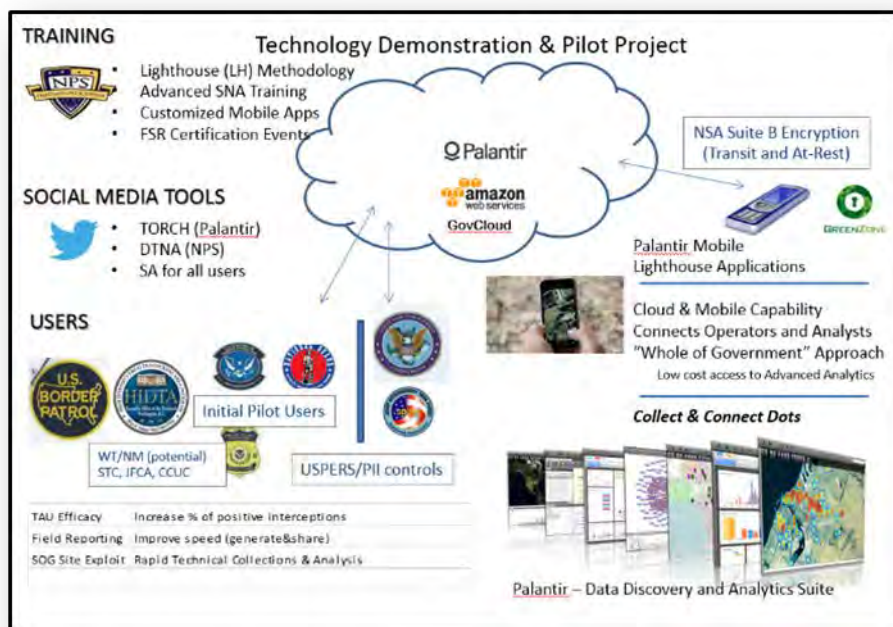 TRAINING
Technology Demonstration & Pilot Project
NPS
• Lighthouse (LH) Methodology
• Advanced SNA Training
• Customized Mobile Apps
• FSR Certification Events
Palantir
amazon
web services
GovCloud
NSA Suite B Encryption
(Transit and At-Rest)
GREENZONE
SOCIAL MEDIA TOOLS
• TORCH (Palantir)
• DTNA (NPS)
• SA for all users
Palantir Mobile
Lighthouse Applications
Cloud & Mobile Capability
Connects Operators and Analysts
"Whole of Government" Approach
Low cost access to Advanced Analytics
USERS
U.S.
BORDER
PATROL
HIDTA
Initial Pilot Users
WT/NM (potential)
STC, JFCA, CCUC
USPERS/PII controls
Collect & Connect Dots
TAU Efficacy Increase % of positive interceptions
Field Reporting Improve speed (generate&share)
SOG Site Exploit Rapid Technical Collections & Analysis
Palantir – Data Discovery and Analytics Suite